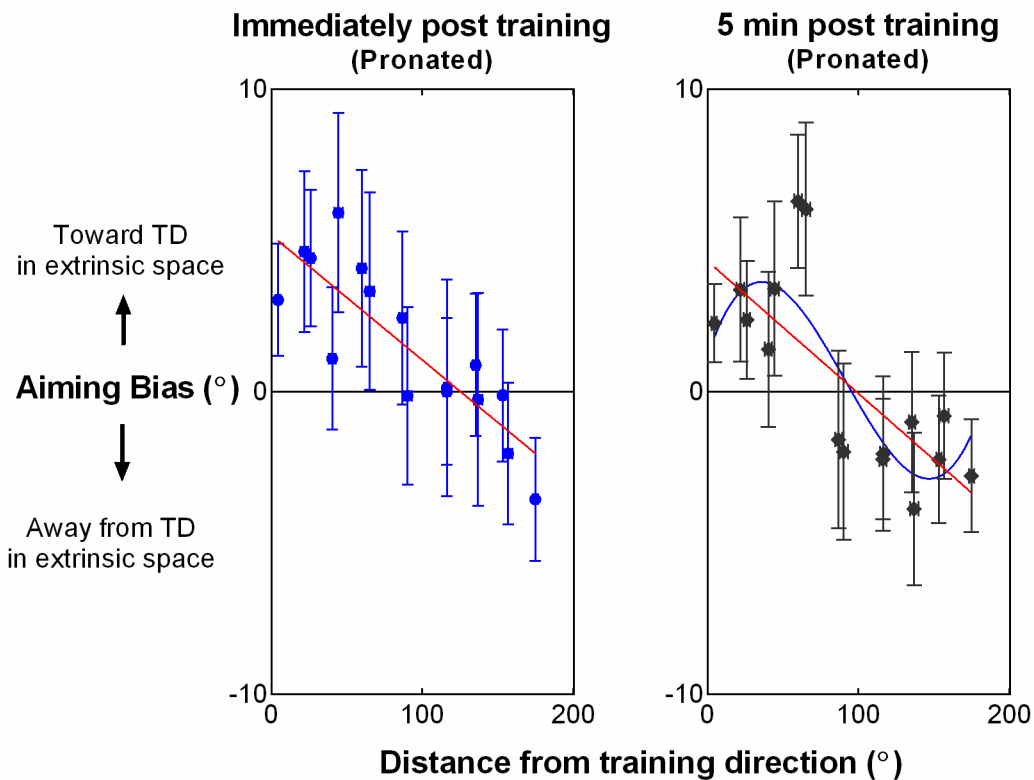 Immediately post training
(Pronated)
5 min post training
(Pronated)
10
10
Toward TD
in extrinsic space
Aiming Bias (°)
0
0
Away from TD
in extrinsic space
-10
-10
0
100
200
0
100
200
Distance from training direction (°)